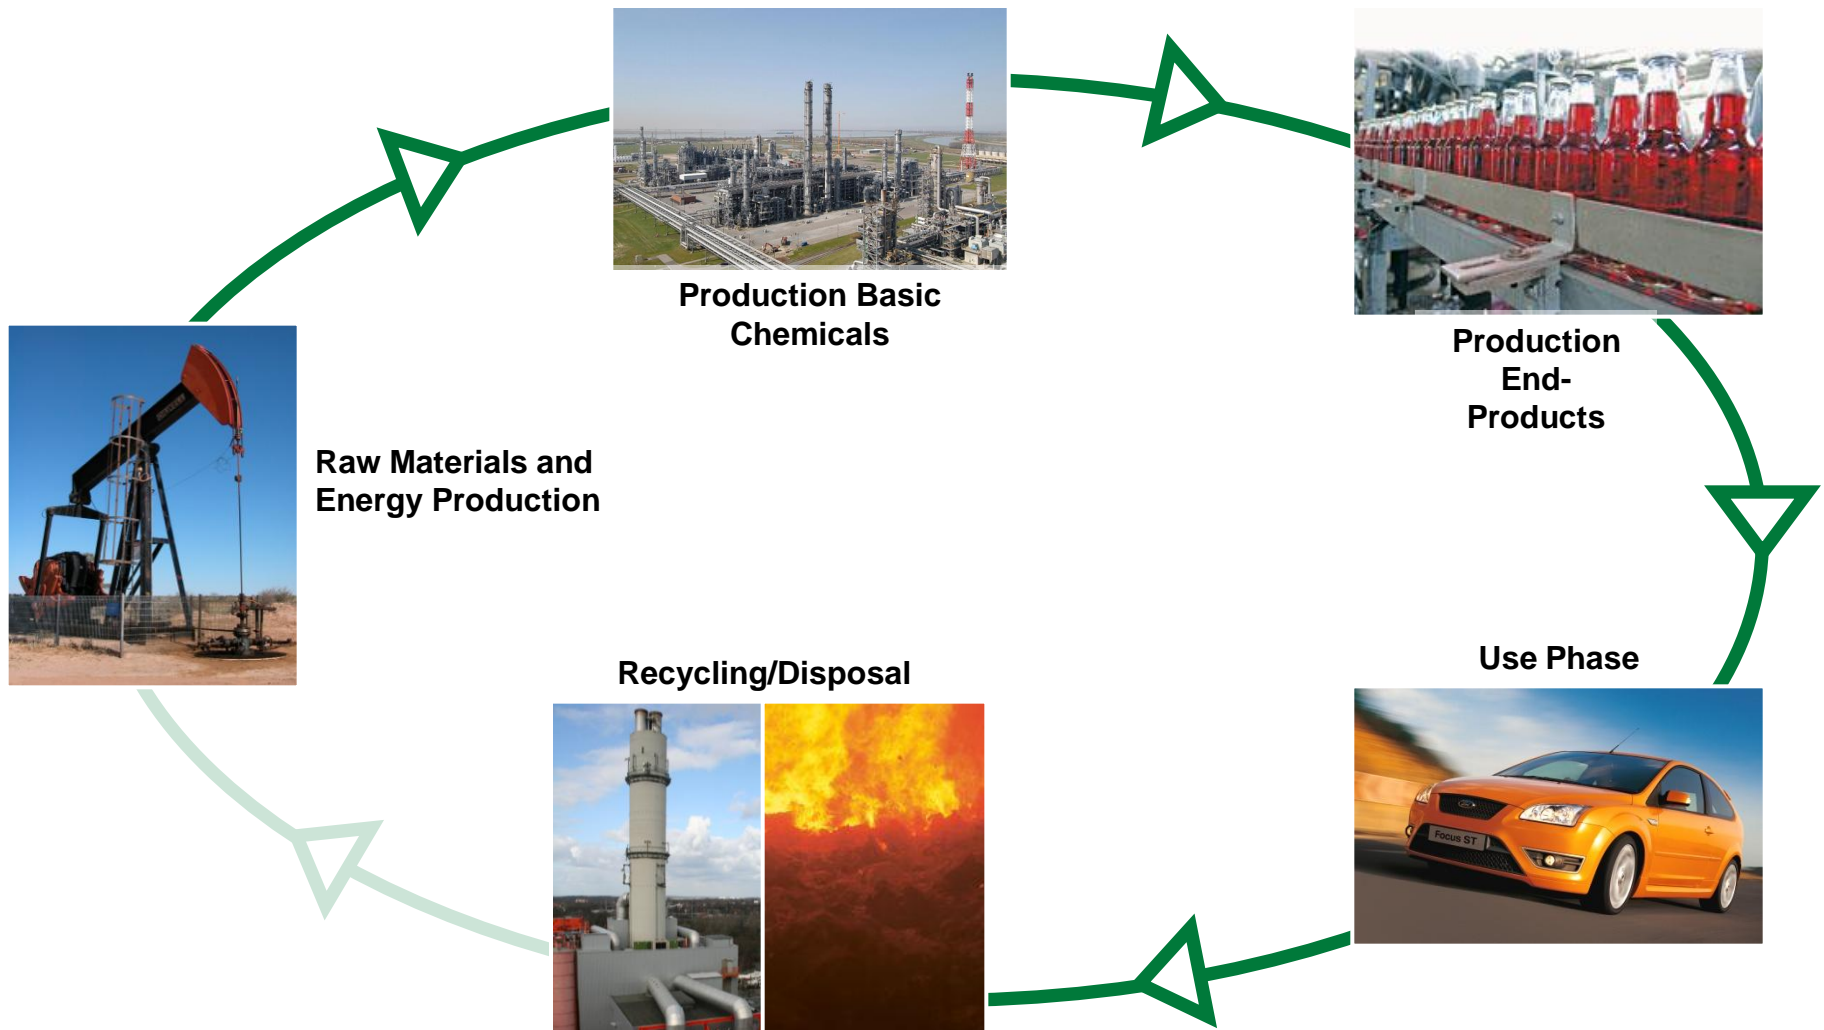 Production Basic
Chemicals
Production
End-
Products
Raw Materials and
Energy Production
Use Phase
Focus ST
Recycling/Disposal